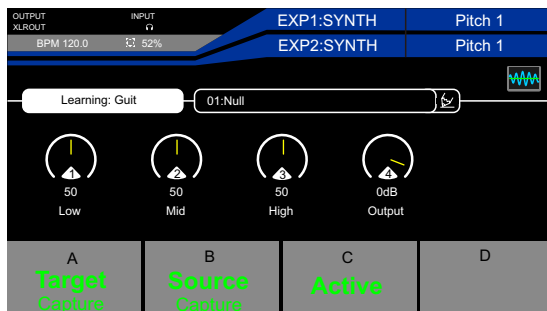 OUTPUT
XLROUT
INPUT
EXP1:SYNTH
Pitch 1
BPM 120.0
52%
EXP2:SYNTH
Pitch 1
Learning: Guit
01:Null
1
2
3
4
50
50
50
0dB
Low
Mid
High
Output
A
B
C
D
Target
Source
Active
Capture
Capture